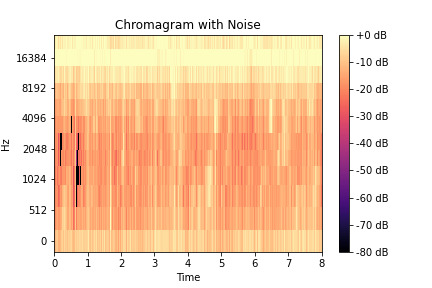 Chromagram with Noise
Hz
16384
8192
4096
2048
1024
512
0
0 1 2 3 4 5 6 7 8
Time
+0 dB
-10 dB
-20 dB
-30 dB
-40 dB
-50 dB
-60 dB
-70 dB
-80 dB